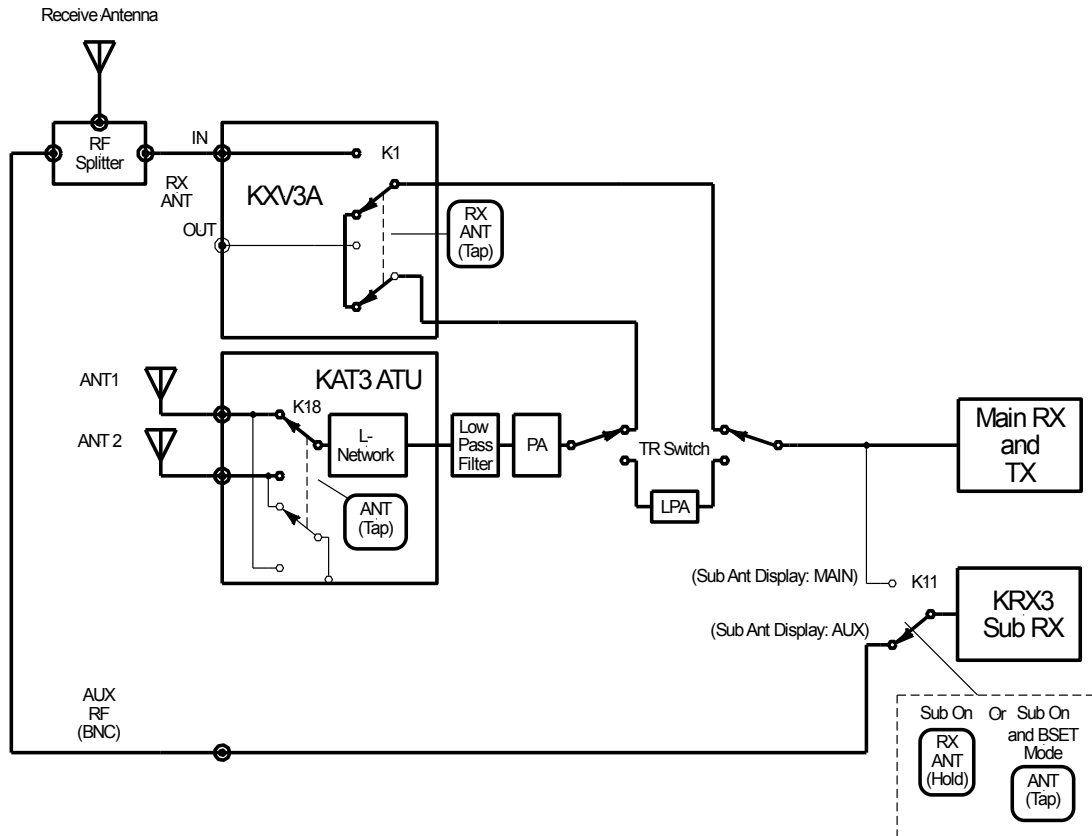 Receive Antenna
RF
Splitter
IN
RX
ANT
OUT
K1
KXV3A
RX
ANT
(Tap)
KAT3 ATU
ANT1
ANT 2
K18
L-
Network
ANT
(Tap)
Low
Pass
Filter
PA
TR Switch
LPA
Main RX
and
TX
(Sub Ant Display: MAIN)
K11
(Sub Ant Display: AUX)
KRX3
Sub RX
AUX
RF
(BNC)
Sub On
RX
ANT
(Hold)
Or
Sub On
and BSET
Mode
ANT
(Tap)